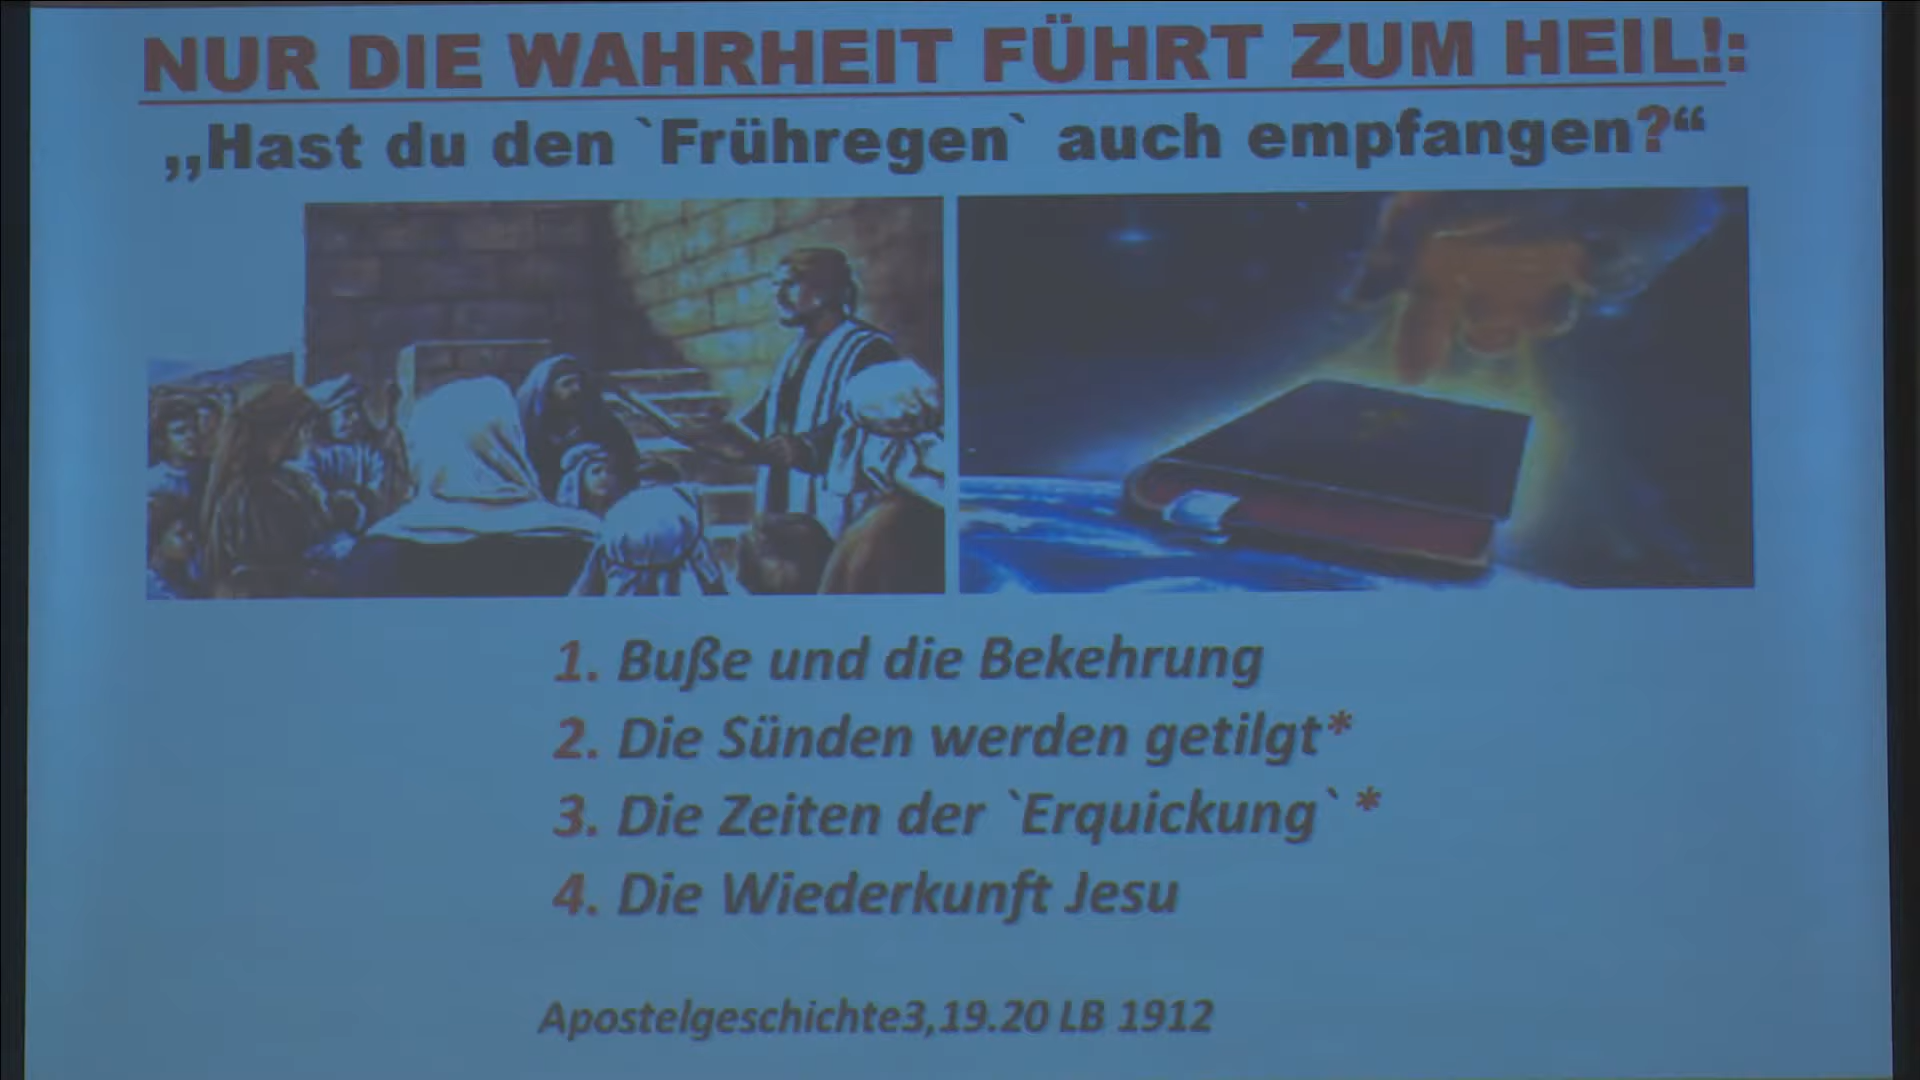 NUR DIE WAHRHEIT FÜHRT ZUM HEIL!:
„Hast du den `Frühregen` auch empfangen?“
1. Buße und die Bekehrung
2. Die Sünden werden getilgt*
3. Die Zeiten der `Erquickung` *
4. Die Wiederkunft Jesu
Apostelgeschichte3,19.20 LB 1912